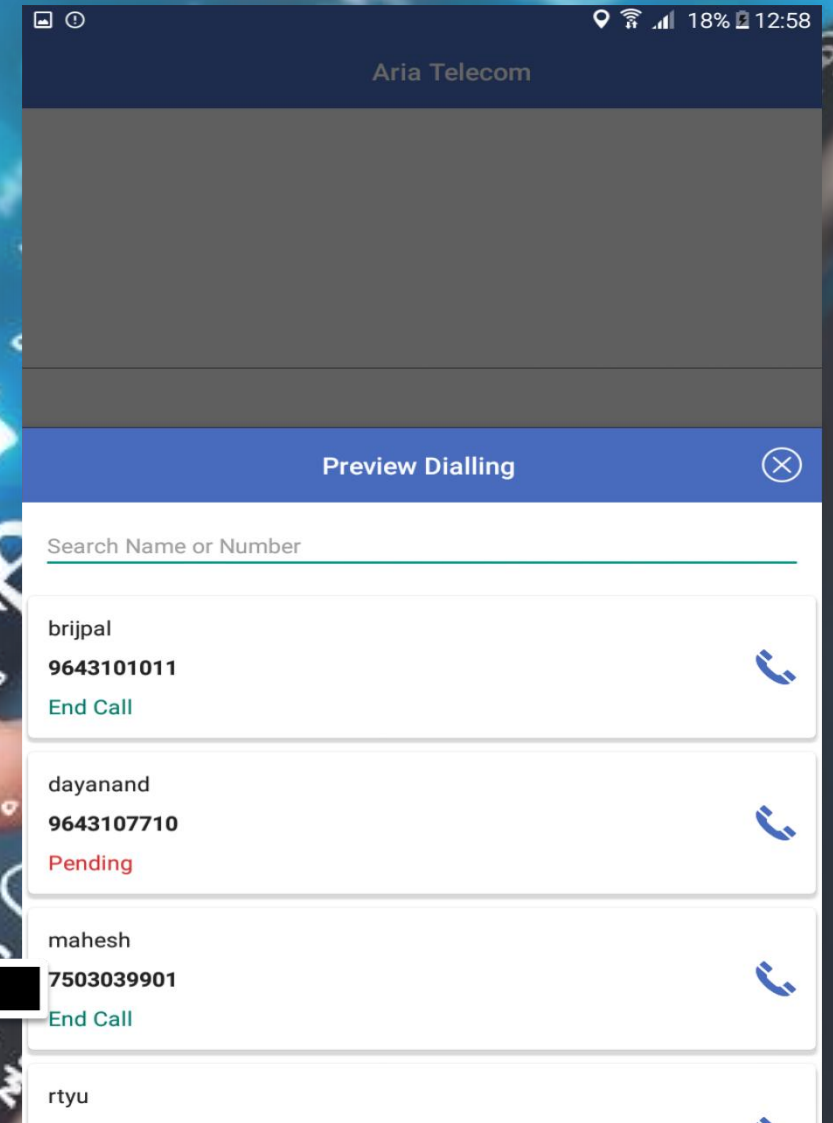 18% 12:58
Aria Telecom
Preview Dialling
Search Name or Number
brijpal
9643101011
End Call
dayanand
9643107710
Pending
mahesh
7503039901
End Call
rtyu